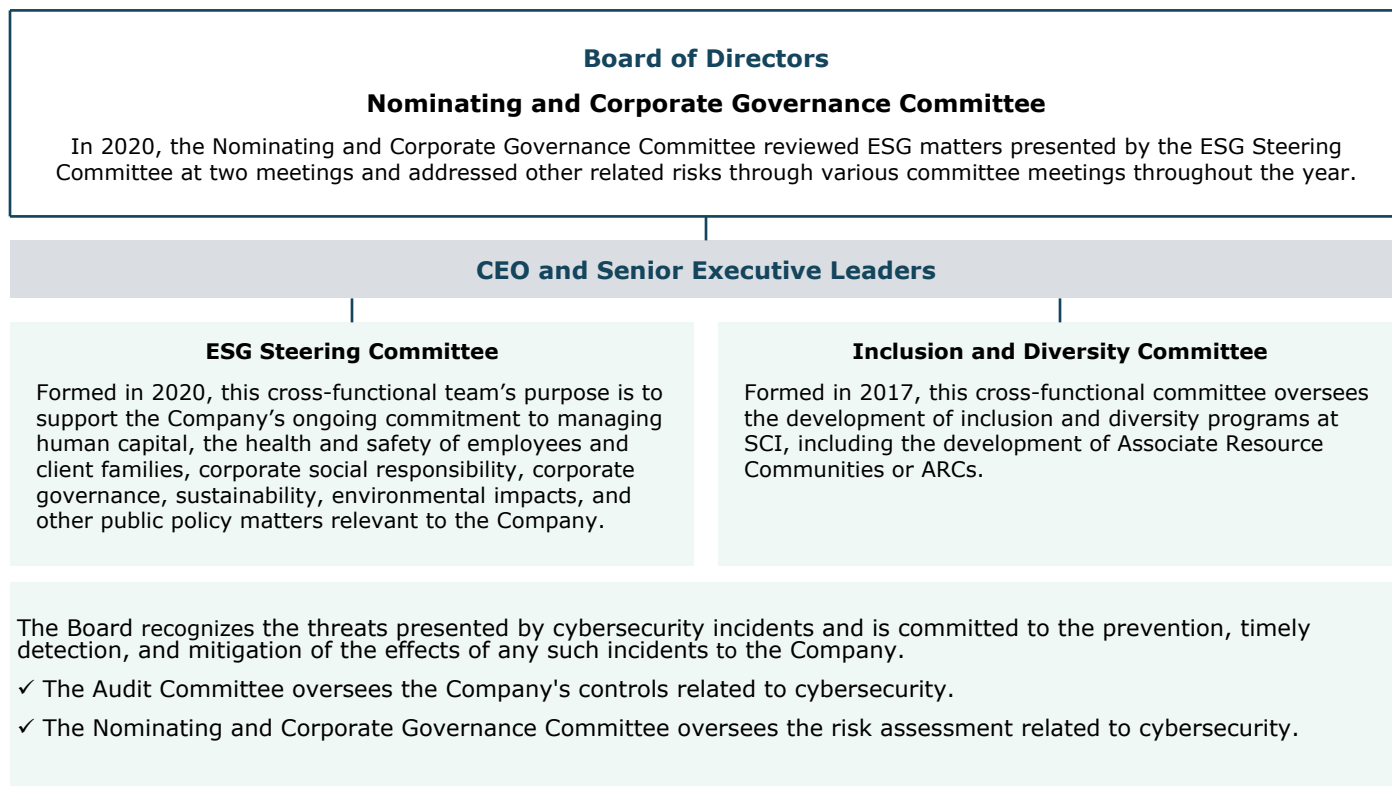 Board of Directors
Nominating and Corporate Governance Committee
In 2020, the Nominating and Corporate Governance Committee reviewed ESG matters presented by the ESG Steering
Committee at two meetings and addressed other related risks through various committee meetings throughout the year.
CEO and Senior Executive Leaders
ESG Steering Committee
Formed in 2020, this cross-functional team’s purpose is to
support the Company’s ongoing commitment to managing
human capital, the health and safety of employees and
client families, corporate social responsibility, corporate
governance, sustainability, environmental impacts, and
other public policy matters relevant to the Company.
Inclusion and Diversity Committee
Formed in 2017, this cross-functional committee oversees
the development of inclusion and diversity programs at
SCI, including the development of Associate Resource
Communities or ARCs.
The Board recognizes the threats presented by cybersecurity incidents and is committed to the prevention, timely
detection, and mitigation of the effects of any such incidents to the Company.
✓ The Audit Committee oversees the Company's controls related to cybersecurity.
✓ The Nominating and Corporate Governance Committee oversees the risk assessment related to cybersecurity.